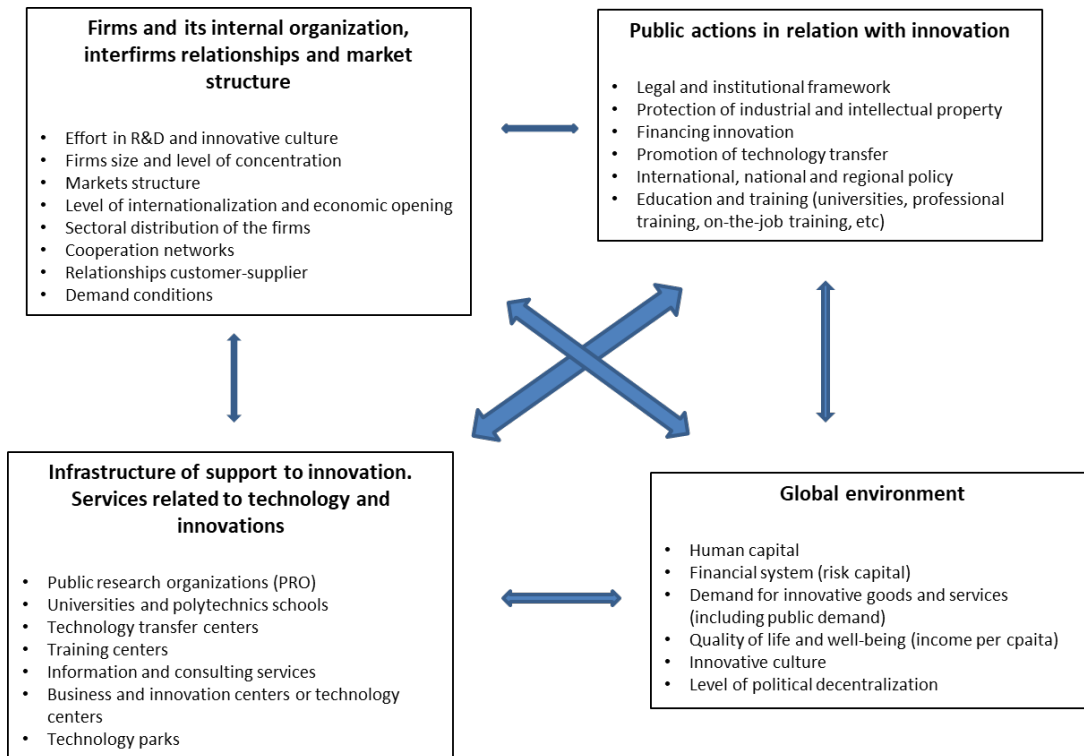 Firms and its internal organization,
interfirms relationships and market
structure
• Effort in R&D and innovative culture
• Firms size and level of concentration
• Markets structure
• Level of internationalization and economic opening
• Sectoral distribution of the firms
• Cooperation networks
• Relationships customer-supplier
• Demand conditions
Public actions in relation with innovation
• Legal and institutional framework
• Protection of industrial and intellectual property
• Financing innovation
• Promotion of technology transfer
• International, national and regional policy
• Education and training (universities, professional
training, on-the-job training, etc)
Infrastructure of support to innovation.
Services related to technology and
innovations
• Public research organizations (PRO)
• Universities and polytechnics schools
• Technology transfer centers
• Training centers
• Information and consulting services
• Business and innovation centers or technology
centers
• Technology parks
Global environment
• Human capital
• Financial system (risk capital)
• Demand for innovative goods and services
(including public demand)
• Quality of life and well-being (income per cpaita)
• Innovative culture
• Level of political decentralization